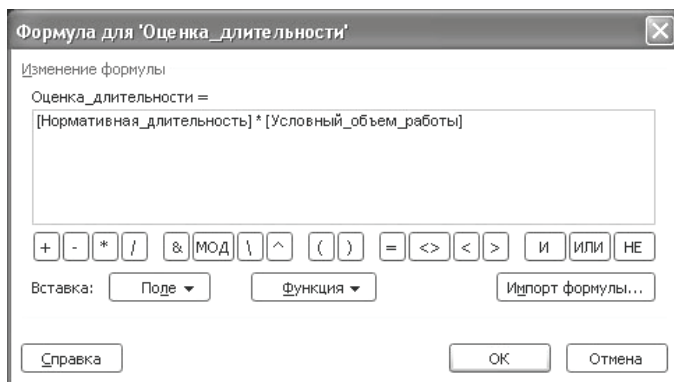 Формула для 'Оценка_длительности'
Изменение формулы
Оценка_длительности =
[Нормативная_длительность] * [Условный_объем_работы]
+ - * / & МОД \ ^ ( ) = <> < > И ИЛИ НЕ
Вставка: Поле Функция Импорт формулы...
Справка ОК Отмена